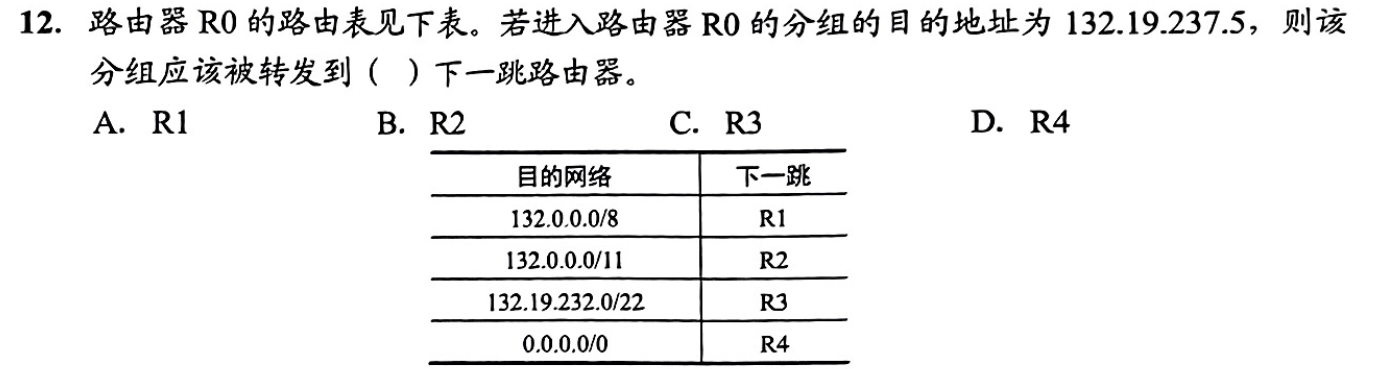 12. 路由器 R0 的路由表见下表。若进入路由器 R0 的分组的目的地址为 132.19.237.5，则该
分组应该被转发到（ ）下一跳路由器。
A. R1 B. R2 C. R3 D. R4
目的网络 下一跳
132.0.0.0/8 R1
132.0.0.0/11 R2
132.19.232.0/22 R3
0.0.0.0/0 R4